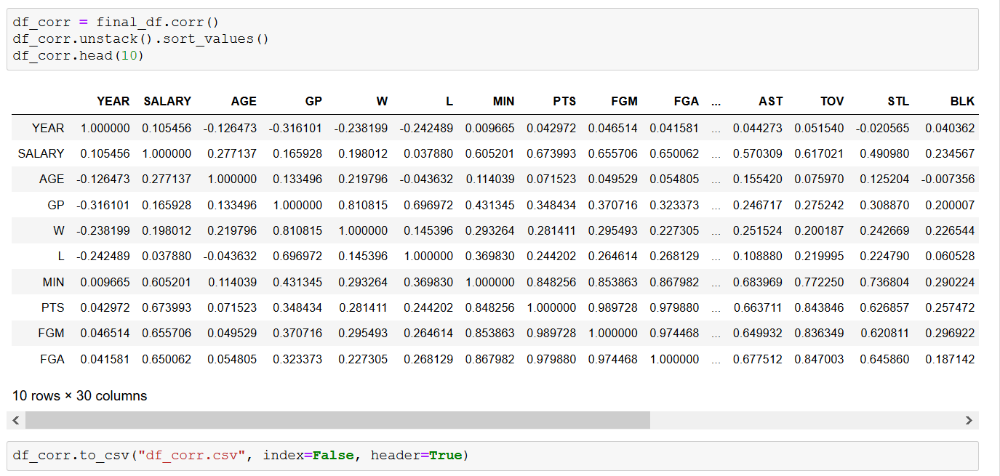 df_corr = final_df.corr()
df_corr.unstack().sort_values()
df_corr.head(10)
YEAR SALARY AGE GP W L MIN PTS FGM FGA ... AST TOV STL BLK
YEAR 1.000000 0.105456 -0.126473 -0.316101 -0.238199 -0.242489 0.009665 0.042972 0.046514 0.041581 ... 0.044273 0.051540 -0.020565 0.040362
SALARY 0.105456 1.000000 0.277137 0.165928 0.198012 0.037880 0.605201 0.673993 0.655706 0.650062 ... 0.570309 0.617021 0.490980 0.234567
AGE -0.126473 0.277137 1.000000 0.133496 0.219796 -0.043632 0.114039 0.071523 0.049529 0.054805 ... 0.155420 0.075970 0.125204 -0.007356
GP -0.316101 0.165928 0.133496 1.000000 0.810815 0.696972 0.431345 0.348434 0.370716 0.323373 ... 0.246717 0.275242 0.308870 0.200007
W -0.238199 0.198012 0.219796 0.810815 1.000000 0.145396 0.293264 0.281411 0.295493 0.227305 ... 0.251524 0.200187 0.242669 0.226544
L -0.242489 0.037880 -0.043632 0.696972 0.145396 1.000000 0.369830 0.244202 0.264614 0.268129 ... 0.108880 0.219995 0.224790 0.060528
MIN 0.009665 0.605201 0.114039 0.431345 0.293264 0.369830 1.000000 0.848256 0.853863 0.867982 ... 0.683969 0.772250 0.736804 0.290224
PTS 0.042972 0.673993 0.071523 0.348434 0.281411 0.244202 0.848256 1.000000 0.989728 0.979880 ... 0.663711 0.843846 0.626857 0.257472
FGM 0.046514 0.655706 0.049529 0.370716 0.295493 0.264614 0.853863 0.989728 1.000000 0.974468 ... 0.649932 0.836349 0.620811 0.296922
FGA 0.041581 0.650062 0.054805 0.323373 0.227305 0.268129 0.867982 0.979880 0.974468 1.000000 ... 0.677512 0.847003 0.645860 0.187142
10 rows × 30 columns
df_corr.to_csv("df_corr.csv", index=False, header=True)